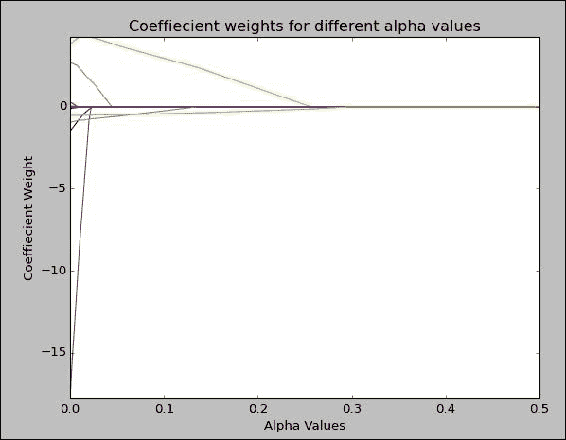 Coeffiecient weights for different alpha values
0
−5
−10
−15
Coeffiecient Weight
0.0 0.1 0.2 0.3 0.4 0.5
Alpha Values